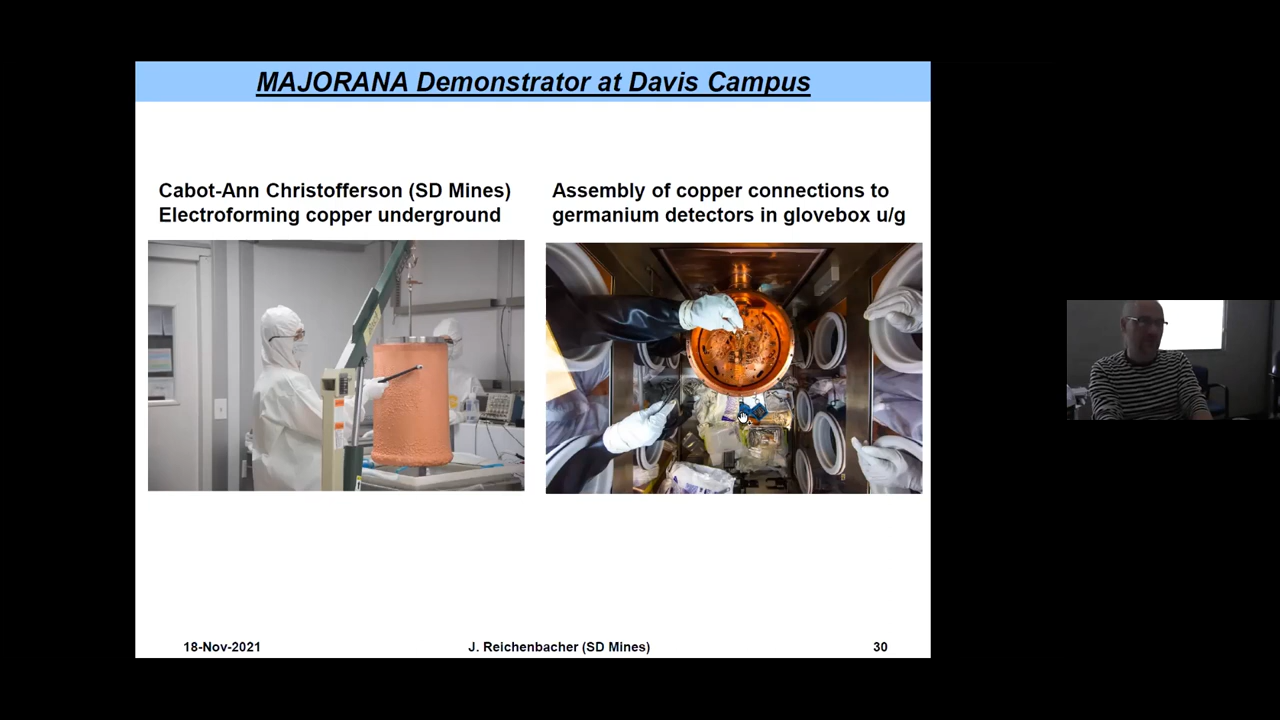 MAJORANA Demonstrator at Davis Campus
Cabot-Ann Christofferson (SD Mines)
Electroforming copper underground
Assembly of copper connections to
germanium detectors in glovebox u/g
18-Nov-2021
J. Reichenbacher (SD Mines)
30